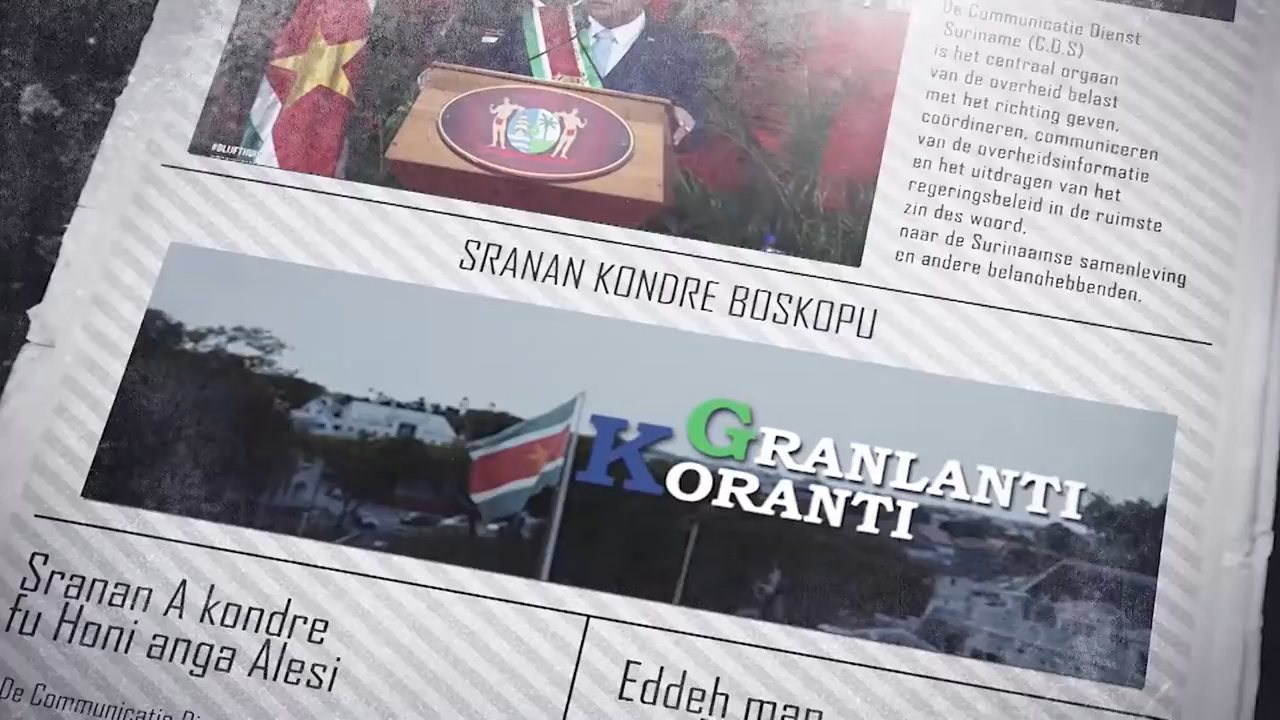 De Communicatie Dienst
Suriname (C.D.S)
is het centraal orgaan
van de overheid belast
met het richting geven,
coördineren, communiceren
van de overheidsinformatie
en het uitdragen van het
regeringsbeleid in de ruimste
zin des woord.
naar de Surinaamse samenleving
en andere belanghebbenden.
SRANAN KONDRE BOSKOPU
GRANLANTI
KORANTI
Sranan A kondre
fu Honi anga Alesi
De Communicatie
Eddeh man